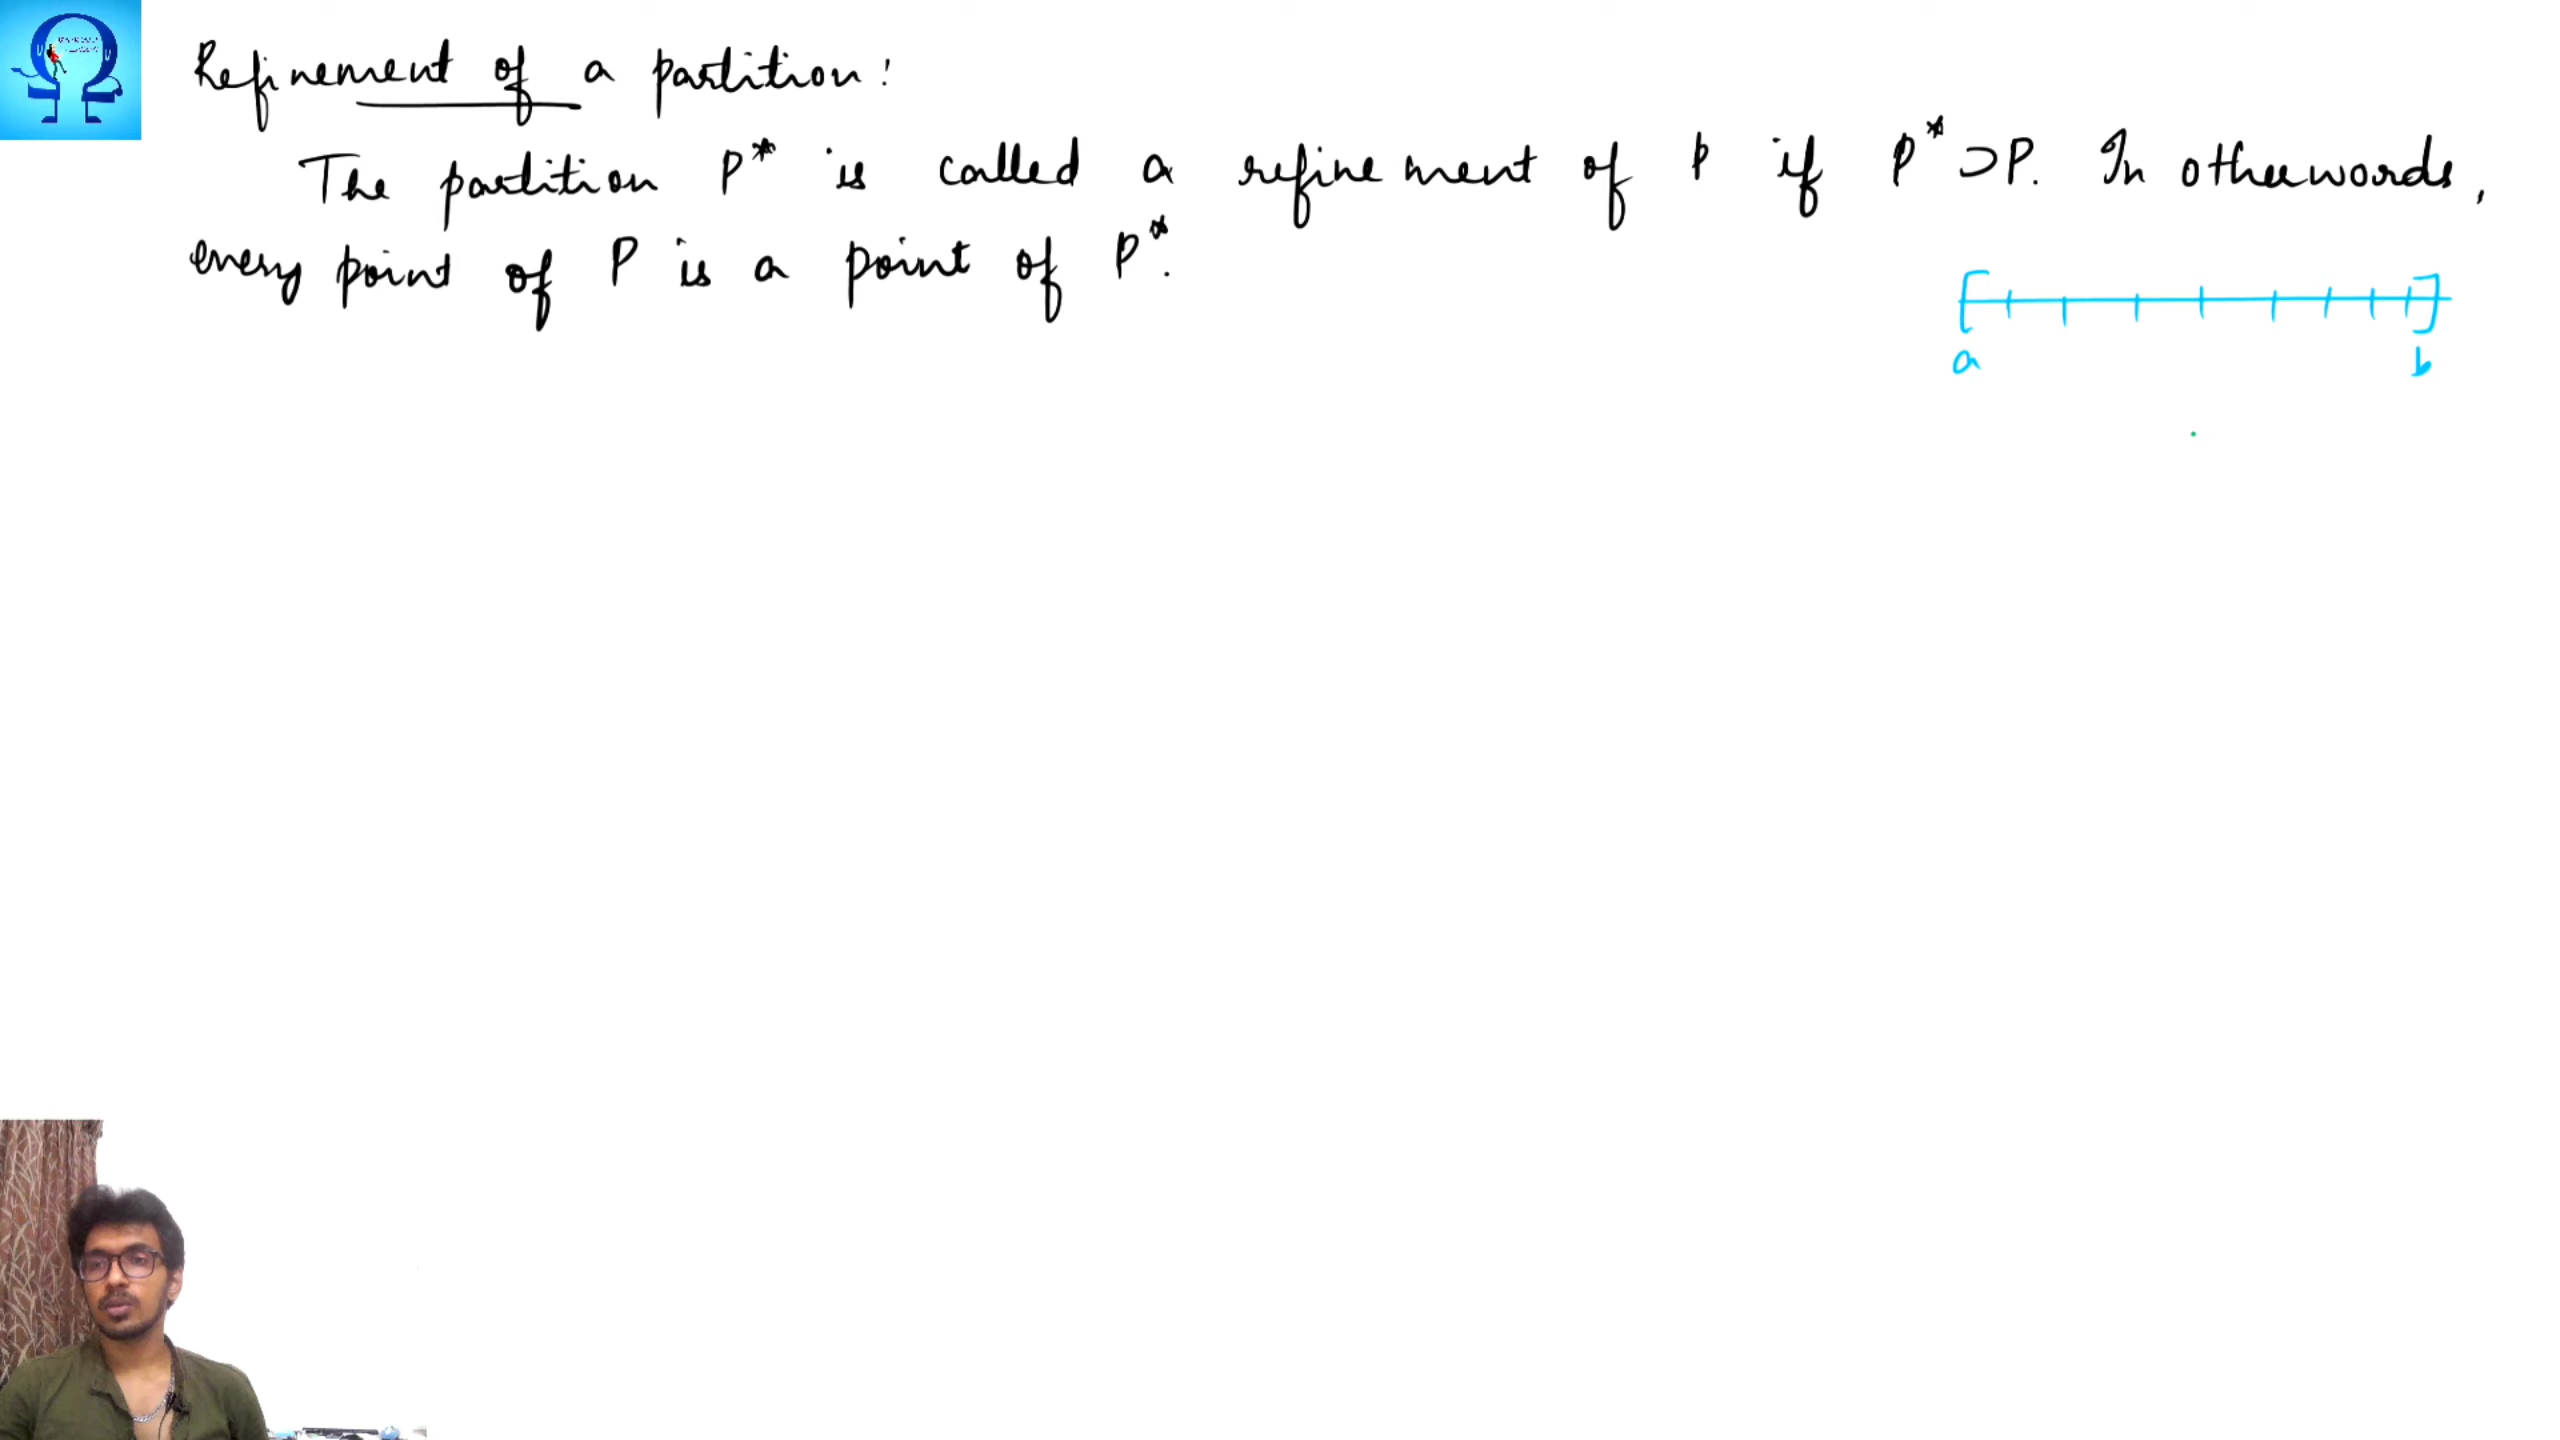 Refinement of a partition:
The partition P* is called a refinement of P if P* ⊃ P. In otherwords,
every point of P is a point of P*.
a b